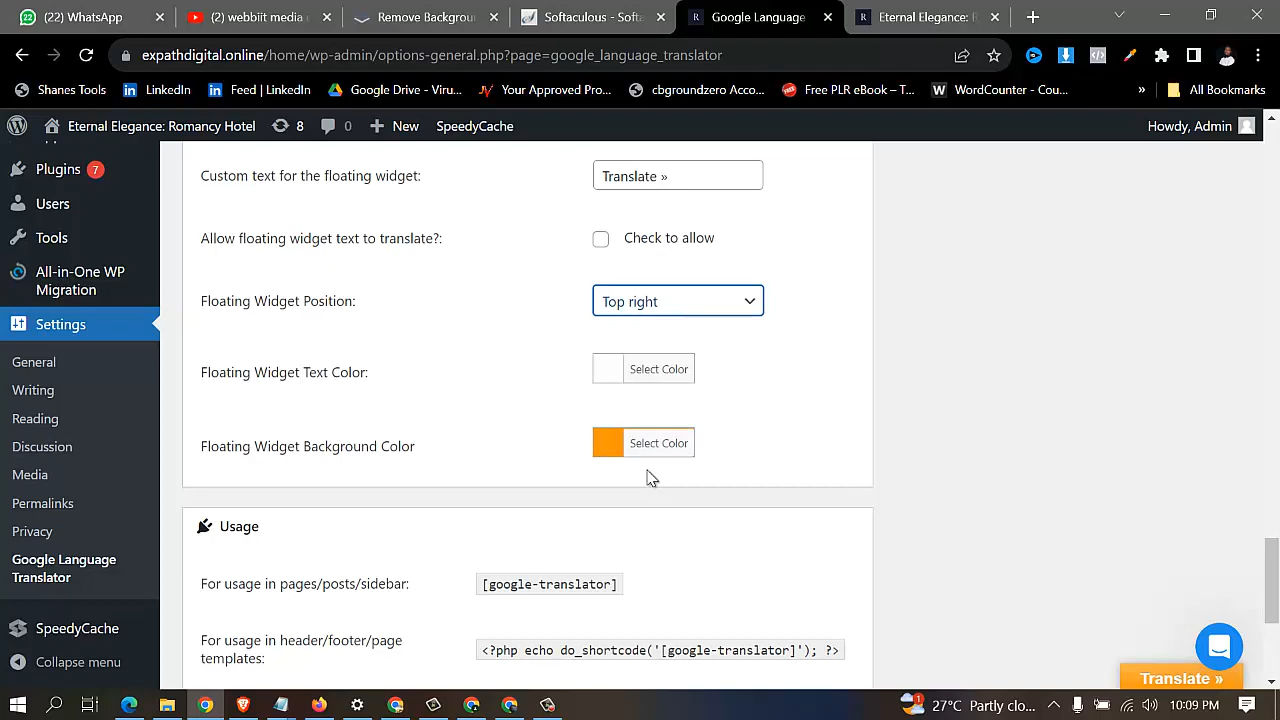 WhatsApp
(2) webbiit media
Remove Backgrou
Softaculous - Softa
Google Language
Eternal Elegance: R
expathdigital.online/home/wp-admin/options-general.php?page=google_language_translator
Shanes Tools
LinkedIn
Feed | LinkedIn
Google Drive - Viru...
Your Approved Pro...
cbgroundzero Acco...
Free PLR eBook – T...
WordCounter - Cou...
»
All Bookmarks
Eternal Elegance: Romancy Hotel
8
0
New
SpeedyCache
Howdy, Admin
Plugins 7
Users
Tools
All-in-One WP
Migration
Settings
General
Writing
Reading
Discussion
Media
Permalinks
Privacy
Google Language
Translator
SpeedyCache
Collapse menu
Custom text for the floating widget:
Translate »
Allow floating widget text to translate?:
Check to allow
Floating Widget Position:
Top right
Floating Widget Text Color:
Select Color
Floating Widget Background Color
Select Color
Usage
For usage in pages/posts/sidebar:
[google-translator]
For usage in header/footer/page
templates:
<?php echo do_shortcode('[google-translator]'); ?>
Translate »
1
27°C Partly clo...
10:09 PM